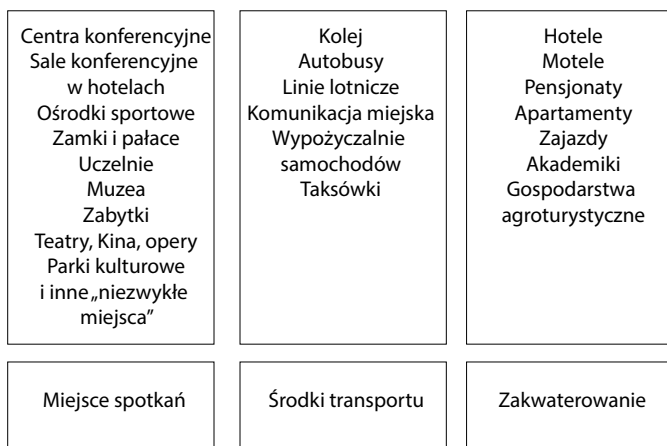 Centra konferencyjne
Sale konferencyjne
w hotelach
Ośrodki sportowe
Zamki i pałace
Uczelnie
Muzea
Zabytki
Teatry, Kina, opery
Parki kulturowe
i inne „niezwykłe
miejsca”
Kolej
Autobusy
Linie lotnicze
Komunikacja miejska
Wypożyczalnie
samochodów
Taksówki
Hotele
Motele
Pensjonaty
Apartamenty
Zajazdy
Akademiki
Gospodarstwa
agroturystyczne
Miejsce spotkań
Środki transportu
Zakwaterowanie